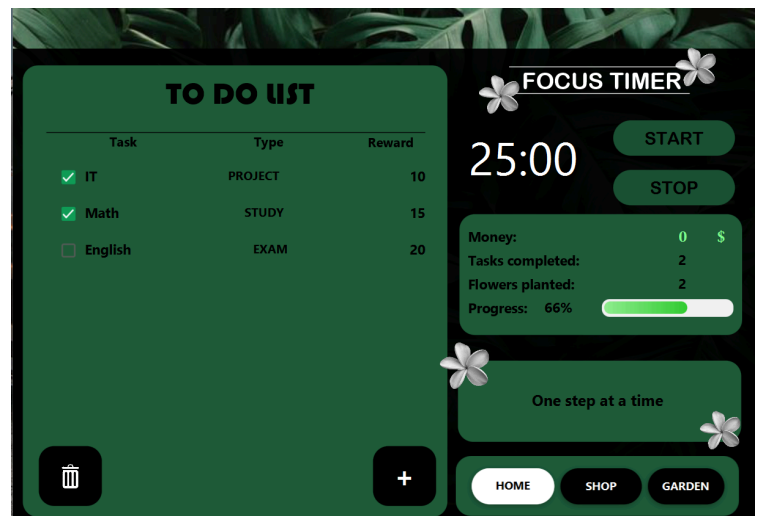 TO DO LIST
Task Type Reward
IT PROJECT 10
Math STUDY 15
English EXAM 20
+
FOCUS TIMER
25:00
START
STOP
Money: 0 $
Tasks completed: 2
Flowers planted: 2
Progress: 66%
One step at a time
HOME SHOP GARDEN